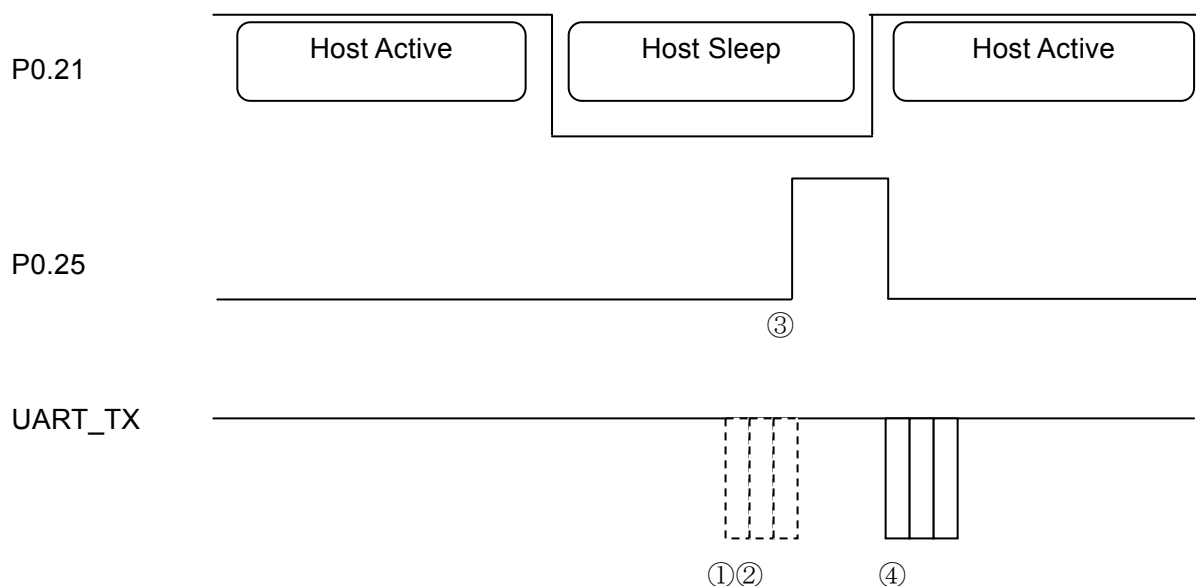 Host Active
Host Sleep
Host Active
P0.21
P0.25
③
UART_TX
①②
④